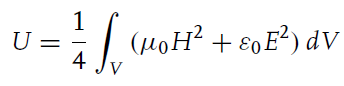 U = \frac{1}{4} \int_V (\mu_0 H^2 + \varepsilon_0 E^2) \, dV